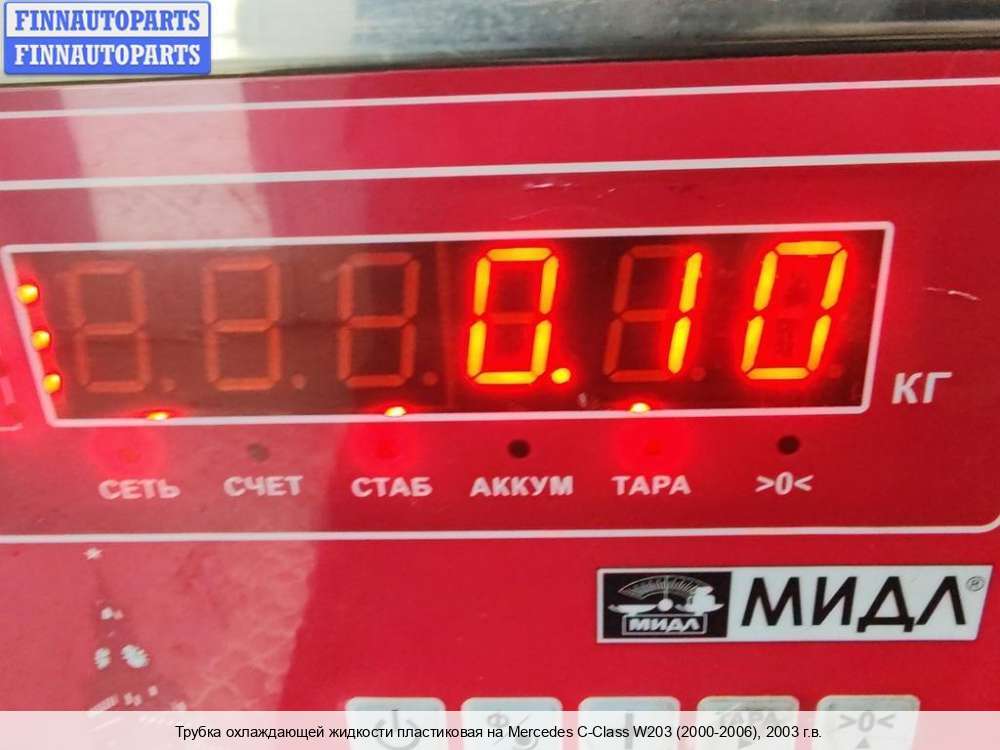 FINNAUTOPARTS
FINNAUTOPARTS
0.10
КГ
СЕТЬ СЧЕТ СТАБ АККУМ ТАРА >0<
МИДЛ МИДЛ®
ТАРА >0<
Трубка охлаждающей жидкости пластиковая на Mercedes C-Class W203 (2000-2006), 2003 г.в.